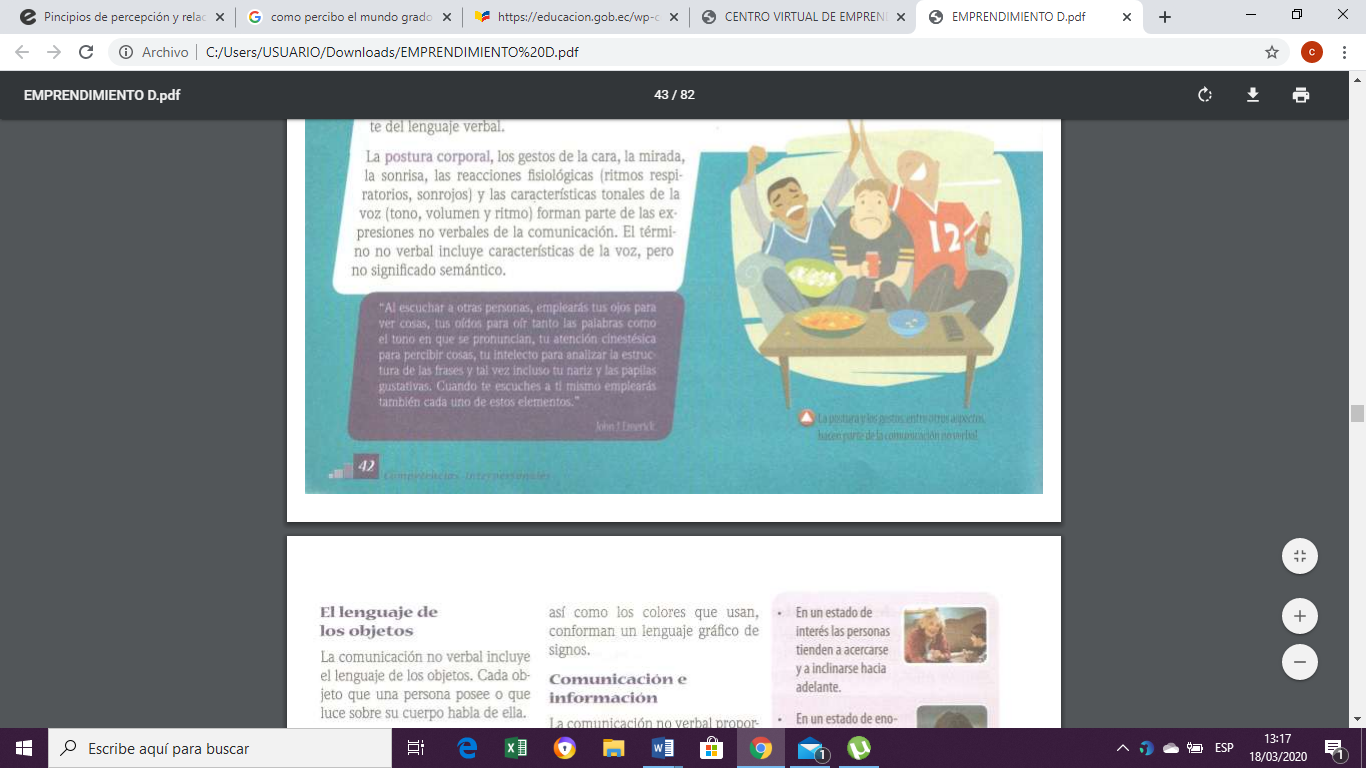 Pincipios de percepción y relac
como percibo el mundo grado
https://educacion.gob.ec/wp-c
CENTRO VIRTUAL DE EMPREN
EMPRENDIMIENTO D.pdf
Archivo
C:/Users/USUARIO/Downloads/EMPRENDIMIENTO%20D.pdf
c
EMPRENDIMIENTO D.pdf
43 / 82
te del lenguaje verbal.
La postura corporal, los gestos de la cara, la mirada,
la sonrisa, las reacciones fisiológicas (ritmos respi-
ratorios, sonrojos) y las características tonales de la
voz (tono, volumen y ritmo) forman parte de las ex-
presiones no verbales de la comunicación. El térmi-
no no verbal incluye características de la voz, pero
no significado semántico.
12
"Al escuchar a otras personas, emplearás tus ojos para
ver cosas, tus oídos para oír tanto las palabras como
el tono en que se pronuncian, tu atención cinestésica
para percibir cosas, tu intelecto para analizar la estruc-
tura de las frases y tal vez incluso tu nariz y las papilas
gustativas. Cuando te escuches a ti mismo emplearás
también cada uno de estos elementos."
John J. Emerick
La postura y los gestos, entre otros aspectos,
hacen parte de la comunicación no verbal.
42
Competencias interpersonales
El lenguaje de
los objetos
La comunicación no verbal incluye
el lenguaje de los objetos. Cada ob-
jeto que una persona posee o que
luce sobre su cuerpo habla de ella.
así como los colores que usan,
conforman un lenguaje gráfico de
signos.
Comunicación e
información
La comunicación no verbal propor-
• En un estado de
interés las personas
tienden a acercarse
y a inclinarse hacia
adelante.
• En un estado de eno-
Escribe aquí para buscar
1
ESP
13:17
18/03/2020
1